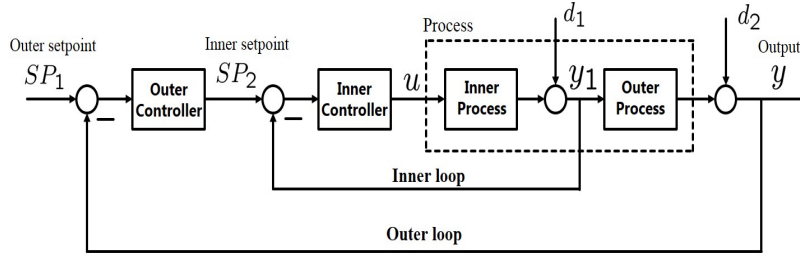 Process
d1
d2
Outer setpoint
Inner setpoint
Output
SP1
SP2
u
y1
y
Outer
Controller
Inner
Controller
Inner
Process
Outer
Process
Inner loop
Outer loop